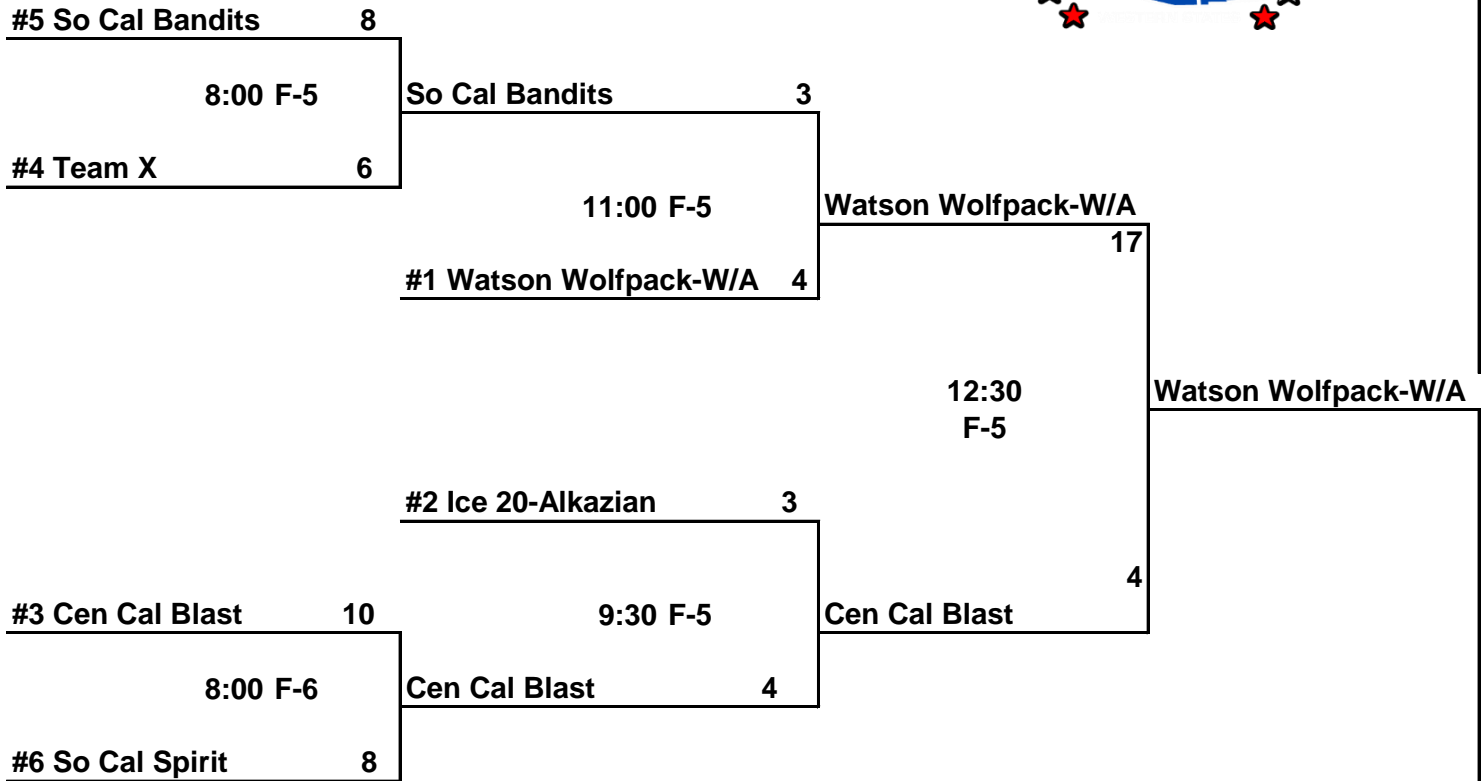 #5 So Cal Bandits 8
8:00 F-5
So Cal Bandits 3
#4 Team X 6
11:00 F-5
Watson Wolfpack-W/A
17
#1 Watson Wolfpack-W/A 4
12:30
F-5
Watson Wolfpack-W/A
#2 Ice 20-Alkazian 3
4
#3 Cen Cal Blast 10
9:30 F-5
Cen Cal Blast
8:00 F-6
Cen Cal Blast 4
#6 So Cal Spirit 8